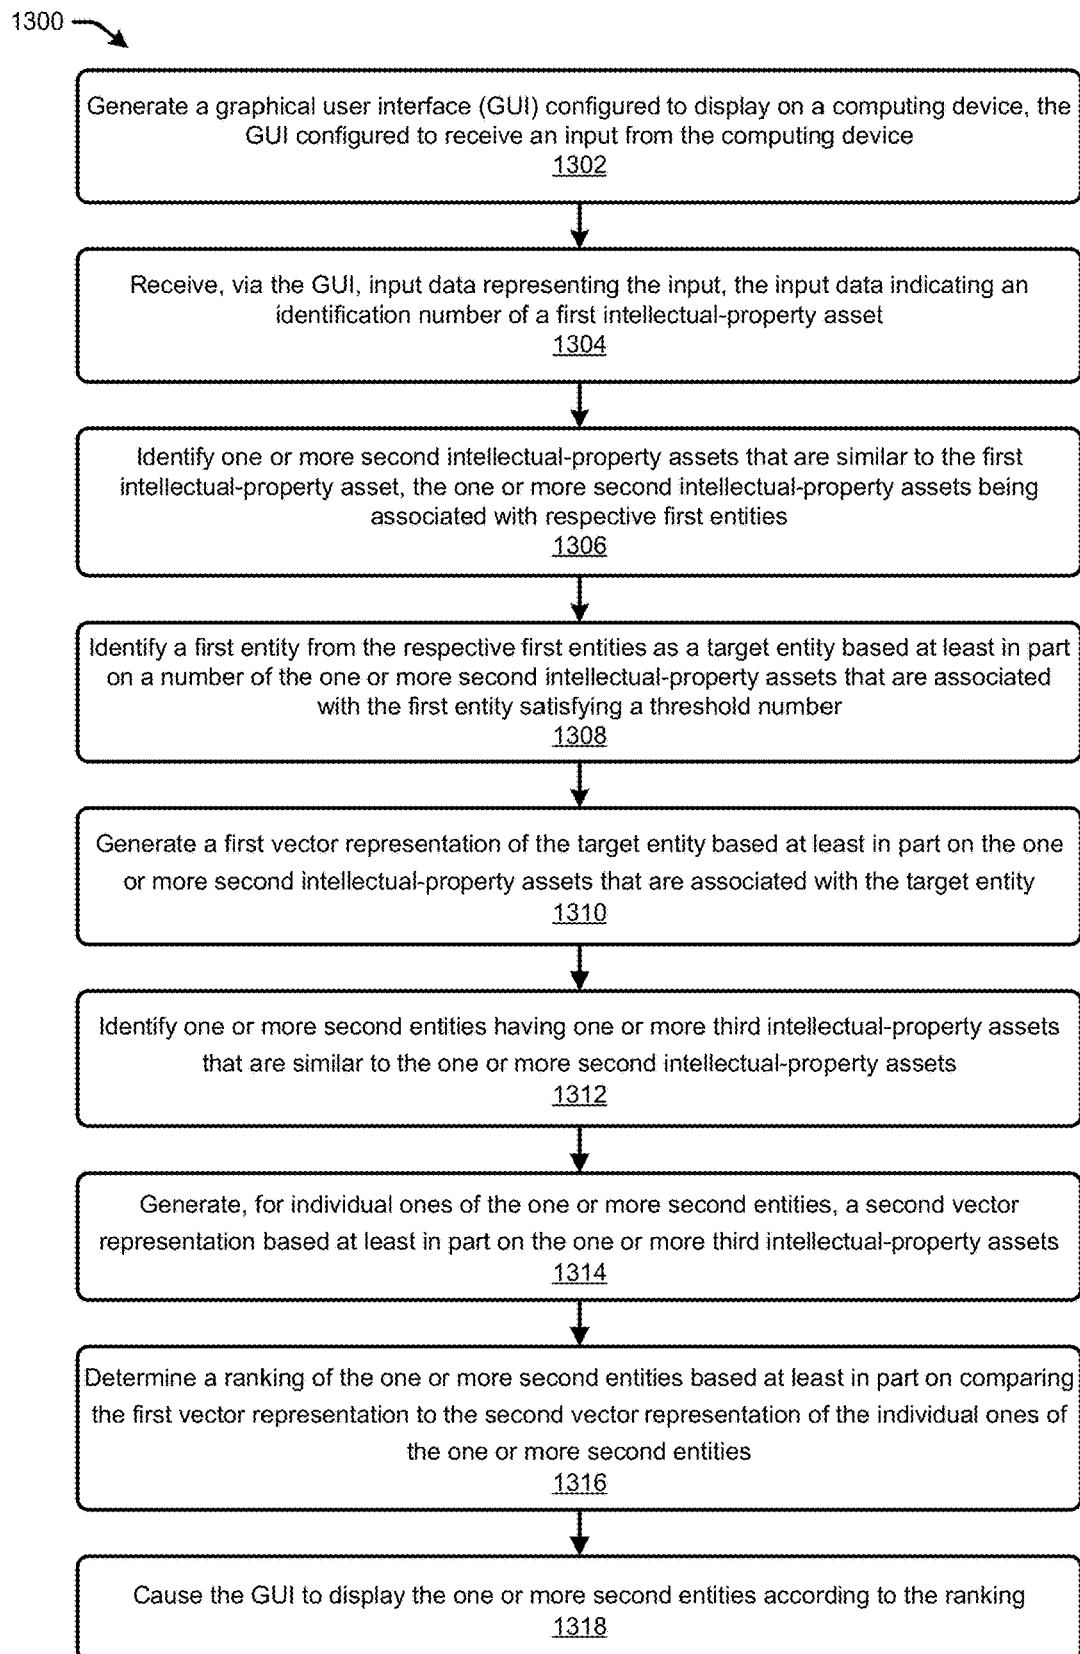 1300
Generate a graphical user interface (GUI) configured to display on a computing device, the
GUI configured to receive an input from the computing device
1302
Receive, via the GUI, input data representing the input, the input data indicating an
identification number of a first intellectual-property asset
1304
Identify one or more second intellectual-property assets that are similar to the first
intellectual-property asset, the one or more second intellectual-property assets being
associated with respective first entities
1306
Identify a first entity from the respective first entities as a target entity based at least in part
on a number of the one or more second intellectual-property assets that are associated
with the first entity satisfying a threshold number
1308
Generate a first vector representation of the target entity based at least in part on the one
or more second intellectual-property assets that are associated with the target entity
1310
Identify one or more second entities having one or more third intellectual-property assets
that are similar to the one or more second intellectual-property assets
1312
Generate, for individual ones of the one or more second entities, a second vector
representation based at least in part on the one or more third intellectual-property assets
1314
Determine a ranking of the one or more second entities based at least in part on comparing
the first vector representation to the second vector representation of the individual ones of
the one or more second entities
1316
Cause the GUI to display the one or more second entities according to the ranking
1318